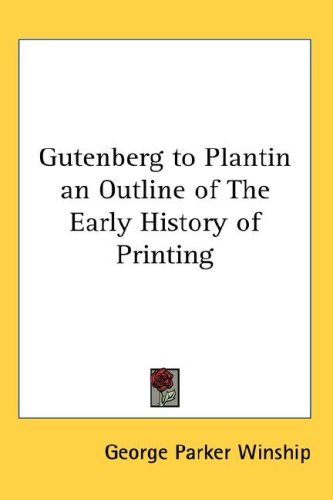 Gutenberg to Plantin
an Outline of The
Early History of
Printing
George Parker Winship